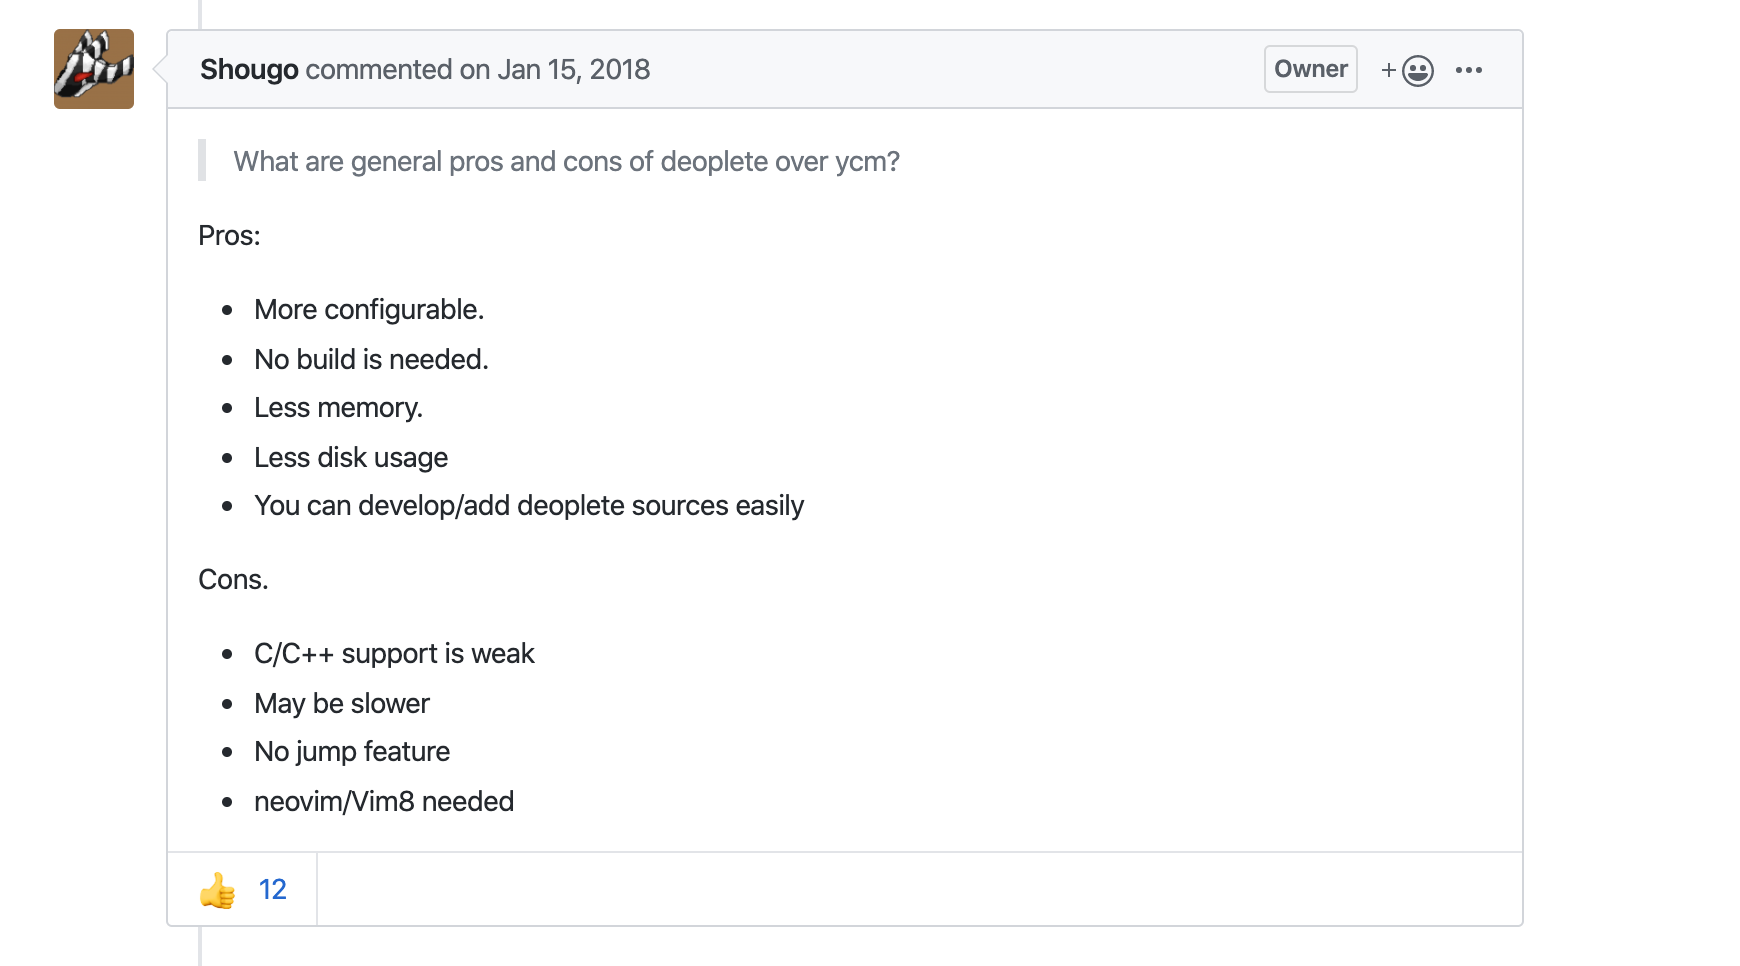 Shougo commented on Jan 15, 2018
Owner
What are general pros and cons of deoplete over ycm?
Pros:
More configurable.
No build is needed.
Less memory.
Less disk usage
You can develop/add deoplete sources easily
Cons.
C/C++ support is weak
May be slower
No jump feature
neovim/Vim8 needed
12